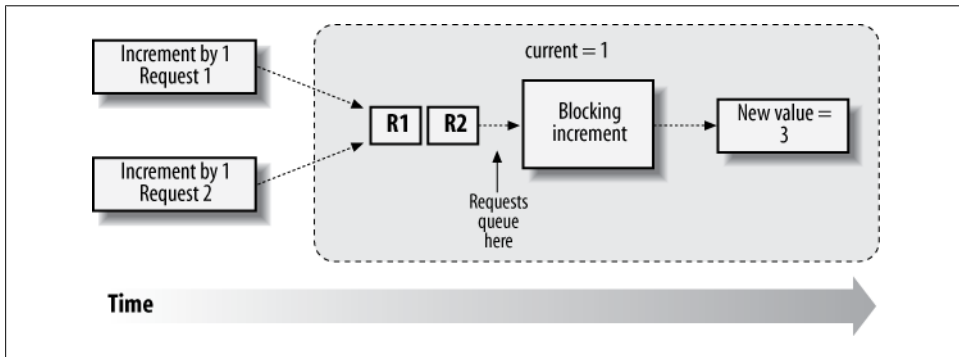 Increment by 1
Request 1
Increment by 1
Request 2
current = 1
R1
R2
Requests
queue
here
Blocking
increment
New value =
3
Time